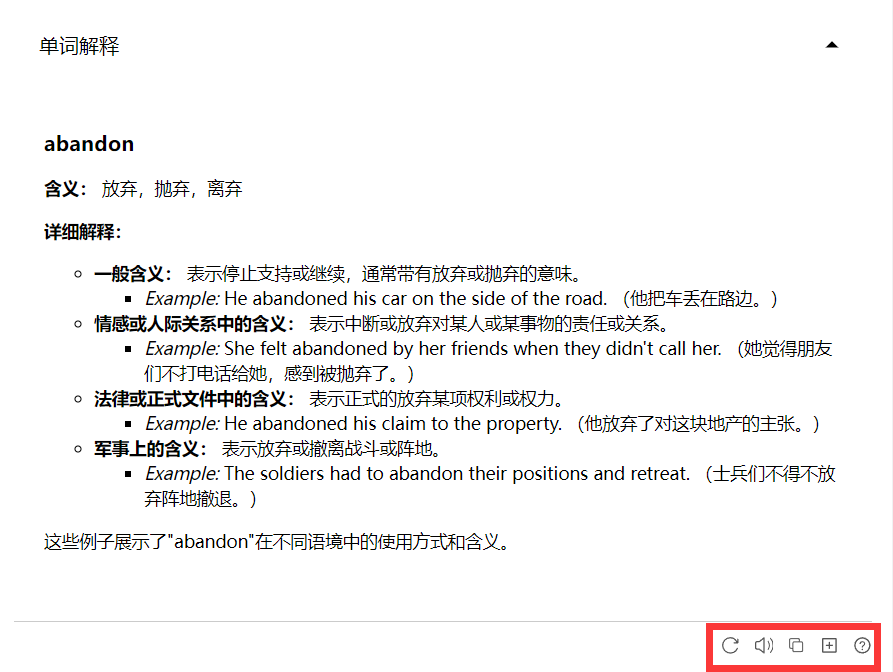 单词解释
abandon
含义： 放弃，抛弃，离弃
详细解释：
一般含义： 表示停止支持或继续，通常带有放弃或抛弃的意味。
Example: He abandoned his car on the side of the road. （他把车丢在路边。）
情感或人际关系中的含义： 表示中断或放弃对某人或某事物的责任或关系。
Example: She felt abandoned by her friends when they didn't call her. （她觉得朋友
们不打电话给她，感到被抛弃了。）
法律或正式文件中的含义： 表示正式的放弃某项权利或权力。
Example: He abandoned his claim to the property. （他放弃了对这块地产的主张。）
军事上的含义： 表示放弃或撤离战斗或阵地。
Example: The soldiers had to abandon their positions and retreat. （士兵们不得不放
弃阵地撤退。）
这些例子展示了"abandon"在不同语境中的使用方式和含义。